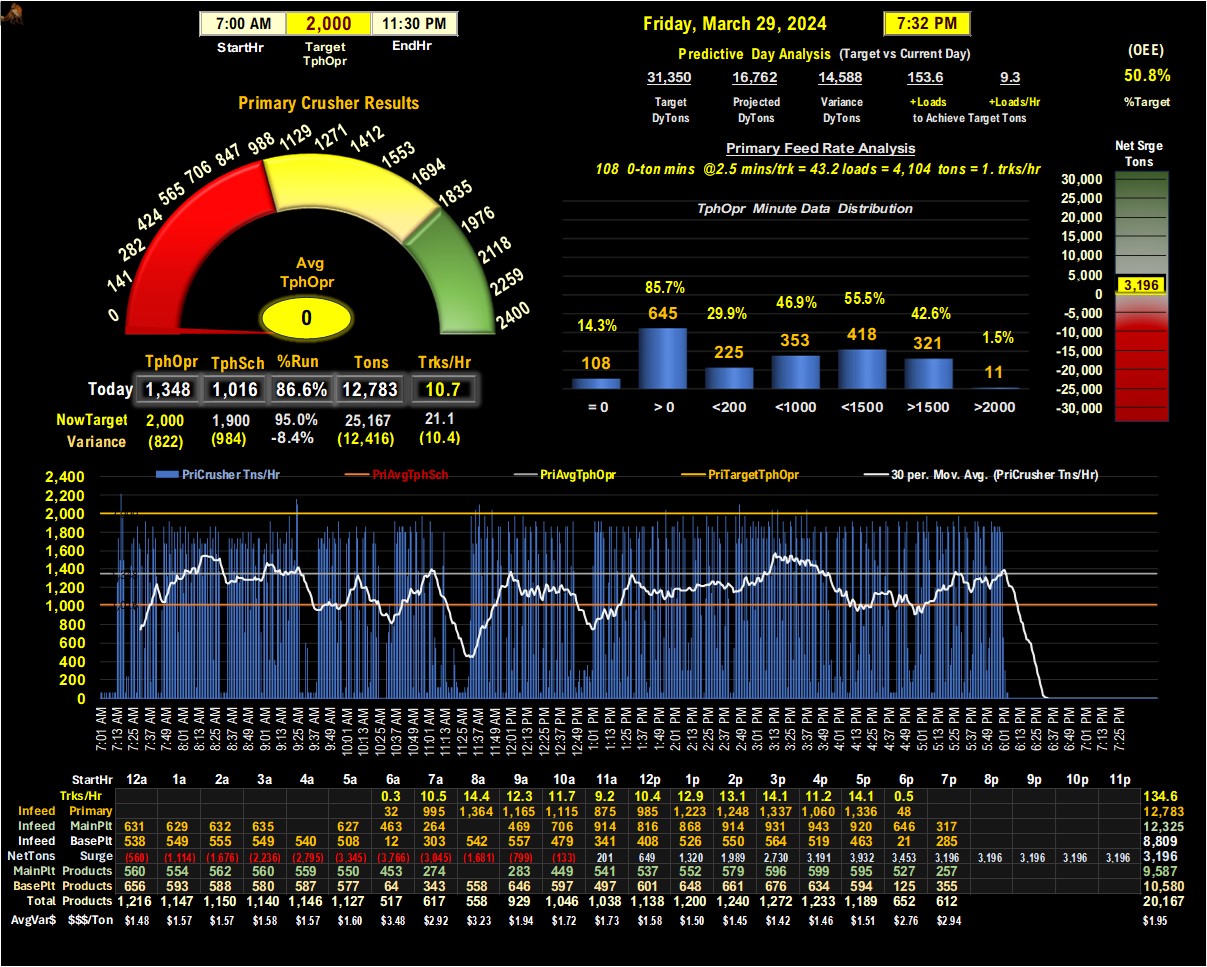 7:00 AM 2,000 11:30 PM
StartHr Target TphOpr EndHr
Friday, March 29, 2024 7:32 PM
Predictive Day Analysis (Target vs Current Day)
31,350 16,762 14,588 153.6 9.3
Target DyTons Projected DyTons Variance DyTons +Loads +Loads/Hr
to Achieve Target Tons
(OEE)
50.8%
%Target
Primary Crusher Results
0 141 282 424 565 706 847 988 1129 1271 1412 1553 1694 1835 1976 2118 2259 2400
Avg
TphOpr
0
TphOpr TphSch %Run Tons Trks/Hr
Today 1,348 1,016 86.6% 12,783 10.7
NowTarget 2,000 1,900 95.0% 25,167 21.1
Variance (822) (984) -8.4% (12,416) (10.4)
Primary Feed Rate Analysis
108 0-ton mins @2.5 mins/trk = 43.2 loads = 4,104 tons = 1. trks/hr
TphOpr Minute Data Distribution
14.3% 85.7% 29.9% 46.9% 55.5% 42.6% 1.5%
108 645 225 353 418 321 11
= 0 > 0 <200 <1000 <1500 >1500 >2000
Net Srge
Tons
30,000
25,000
20,000
15,000
10,000
5,000
3,196
0
-5,000
-10,000
-15,000
-20,000
-25,000
-30,000
PriCrusher Tns/Hr PriAvgTphSch PriAvgTphOpr PriTargetTphOpr 30 per. Mov. Avg. (PriCrusher Tns/Hr)
2,400
2,200
2,000
1,800
1,600
1,400
1,200
1,000
800
600
400
200
0
7:01 AM 7:13 AM 7:25 AM 7:37 AM 7:49 AM 8:01 AM 8:13 AM 8:25 AM 8:37 AM 8:49 AM 9:01 AM 9:13 AM 9:25 AM 9:37 AM 9:49 AM 10:01 AM 10:13 AM 10:25 AM 10:37 AM 10:49 AM 11:01 AM 11:13 AM 11:25 AM 11:37 AM 11:49 AM 12:01 PM 12:13 PM 12:25 PM 12:37 PM 12:49 PM 1:01 PM 1:13 PM 1:25 PM 1:37 PM 1:49 PM 2:01 PM 2:13 PM 2:25 PM 2:37 PM 2:49 PM 3:01 PM 3:13 PM 3:25 PM 3:37 PM 3:49 PM 4:01 PM 4:13 PM 4:25 PM 4:37 PM 4:49 PM 5:01 PM 5:13 PM 5:25 PM 5:37 PM 5:49 PM 6:01 PM 6:13 PM 6:25 PM 6:37 PM 6:49 PM 7:01 PM 7:13 PM 7:25 PM
StartHr 12a 1a 2a 3a 4a 5a 6a 7a 8a 9a 10a 11a 12p 1p 2p 3p 4p 5p 6p 7p 8p 9p 10p 11p
Trks/Hr 0.3 10.5 14.4 12.3 11.7 9.2 10.4 12.9 13.1 14.1 11.2 14.1 0.5 134.6
Infeed Primary 32 995 1,364 1,165 1,115 875 985 1,223 1,248 1,337 1,060 1,336 48 12,783
Infeed MainPlt 631 629 632 635 627 463 264 469 706 914 816 868 914 931 943 920 646 317 12,325
Infeed BasePlt 538 549 555 549 540 508 12 303 542 557 479 341 408 526 550 564 519 463 21 285 8,809
NetTons Surge (560) (1,114) (1,676) (2,236) (2,795) (3,345) (3,766) (3,045) (1,681) (799) (133) 201 649 1,320 1,989 2,730 3,191 3,932 3,453 3,196 3,196 3,196 3,196 3,196 3,196
MainPlt Products 560 554 562 560 559 550 453 274 283 449 541 537 552 579 596 599 595 527 257 9,587
BasePlt Products 656 593 588 580 587 577 64 343 558 646 597 497 601 648 661 676 634 594 125 355 10,580
Total Products 1,216 1,147 1,150 1,140 1,146 1,127 517 617 558 929 1,046 1,038 1,138 1,200 1,240 1,272 1,233 1,189 652 612 20,167
AvgVar$ $$$/Ton $1.48 $1.57 $1.57 $1.58 $1.57 $1.60 $3.48 $2.92 $3.23 $1.94 $1.72 $1.73 $1.58 $1.50 $1.45 $1.42 $1.46 $1.51 $2.76 $2.94 $1.95